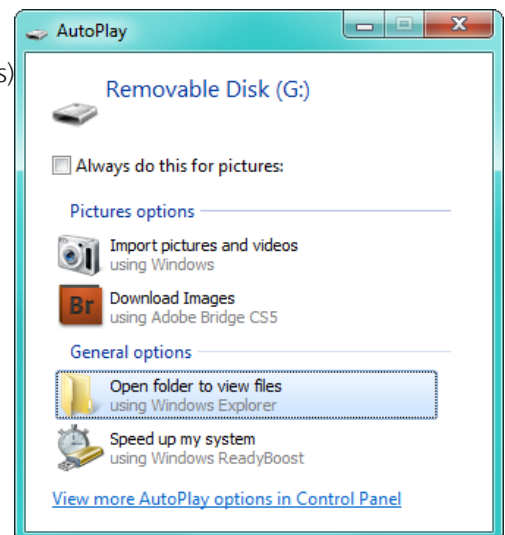 AutoPlay
s)
Removable Disk (G:)
Always do this for pictures:
Pictures options
Import pictures and videos
using Windows
Br
Download Images
using Adobe Bridge CS5
General options
Open folder to view files
using Windows Explorer
Speed up my system
using Windows ReadyBoost
View more AutoPlay options in Control Panel